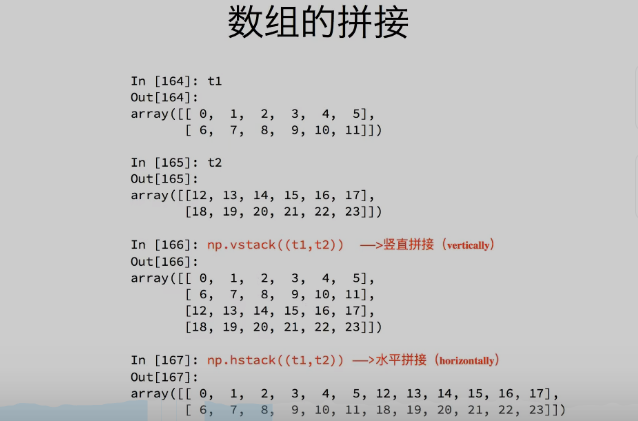 数组的拼接
In [164]: t1
Out[164]:
array([[ 0,  1,  2,  3,  4,  5],
       [ 6,  7,  8,  9, 10, 11]])
In [165]: t2
Out[165]:
array([[12, 13, 14, 15, 16, 17],
       [18, 19, 20, 21, 22, 23]])
In [166]: np.vstack((t1,t2)) ——>竖直拼接（vertically）
Out[166]:
array([[ 0,  1,  2,  3,  4,  5],
       [ 6,  7,  8,  9, 10, 11],
       [12, 13, 14, 15, 16, 17],
       [18, 19, 20, 21, 22, 23]])
In [167]: np.hstack((t1,t2)) ——>水平拼接（horizontally）
Out[167]:
array([[ 0,  1,  2,  3,  4,  5, 12, 13, 14, 15, 16, 17],
       [ 6,  7,  8,  9, 10, 11, 18, 19, 20, 21, 22, 23]])